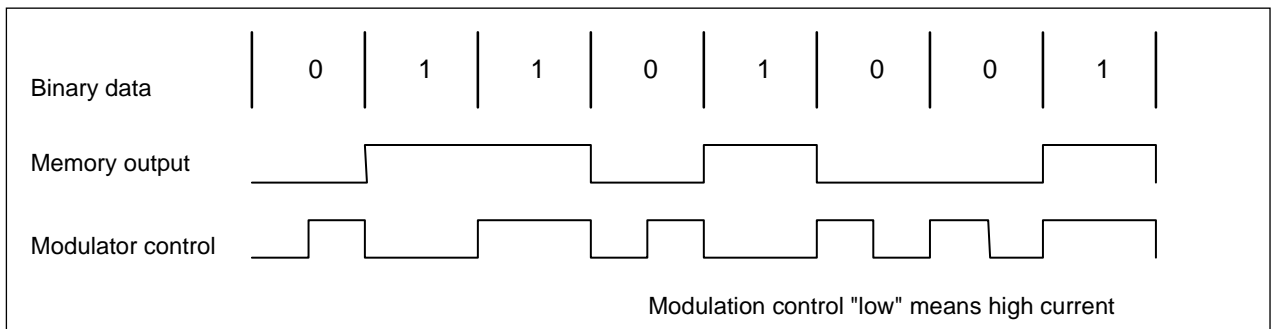 Binary data 0 1 1 0 1 0 0 1
Memory output
Modulator control
Modulation control "low" means high current